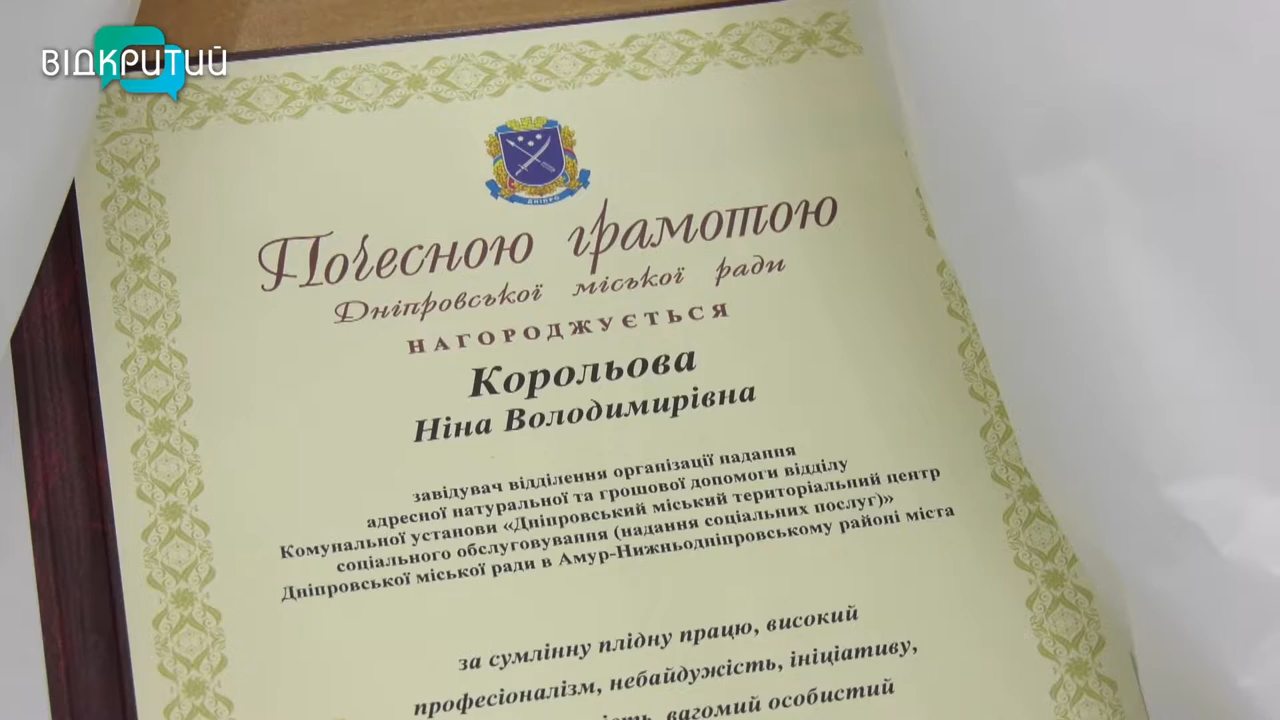 ВІДКРИТИЙ
ДНІПРО
Почесною грамотою
Дніпровської міської ради
НАГОРОДЖУЄТЬСЯ
Корольова
Ніна Володимирівна
завідувач відділення організації надання
адресної натуральної та грошової допомоги відділу
Комунальної установи «Дніпровський міський територіальний центр
соціального обслуговування (надання соціальних послуг)»
Дніпровської міської ради в Амур-Нижньодніпровському районі міста
за сумлінну плідну працю, високий
професіоналізм, небайдужість, ініціативу,
вагомий особистий